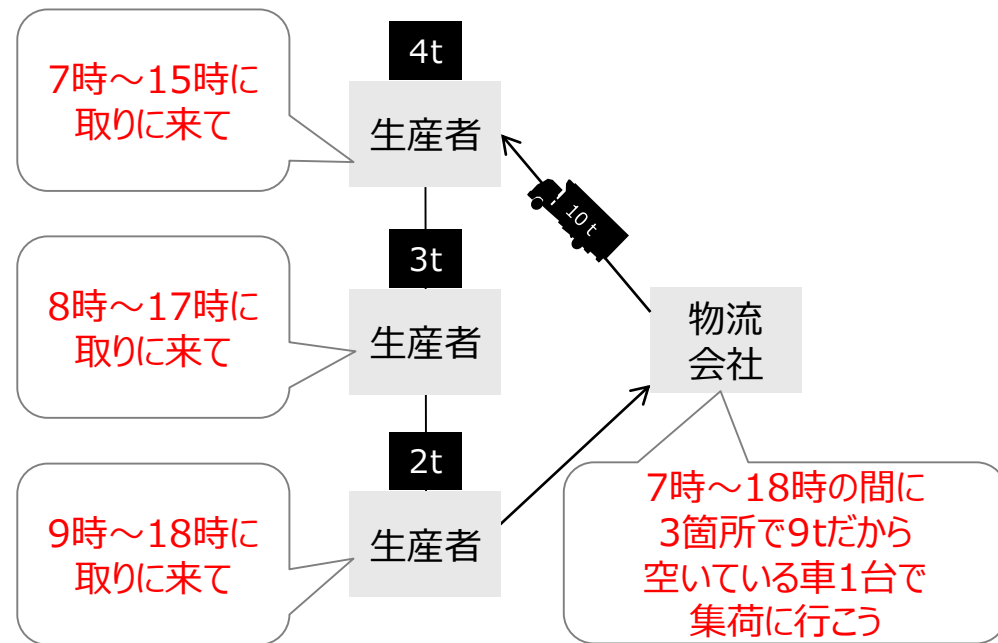 4t
7時～15時に
取りに来て
生産者
10 t
3t
8時～17時に
取りに来て
生産者
物流
会社
2t
9時～18時に
取りに来て
生産者
7時～18時の間に
3箇所で9tだから
空いている車1台で
集荷に行こう